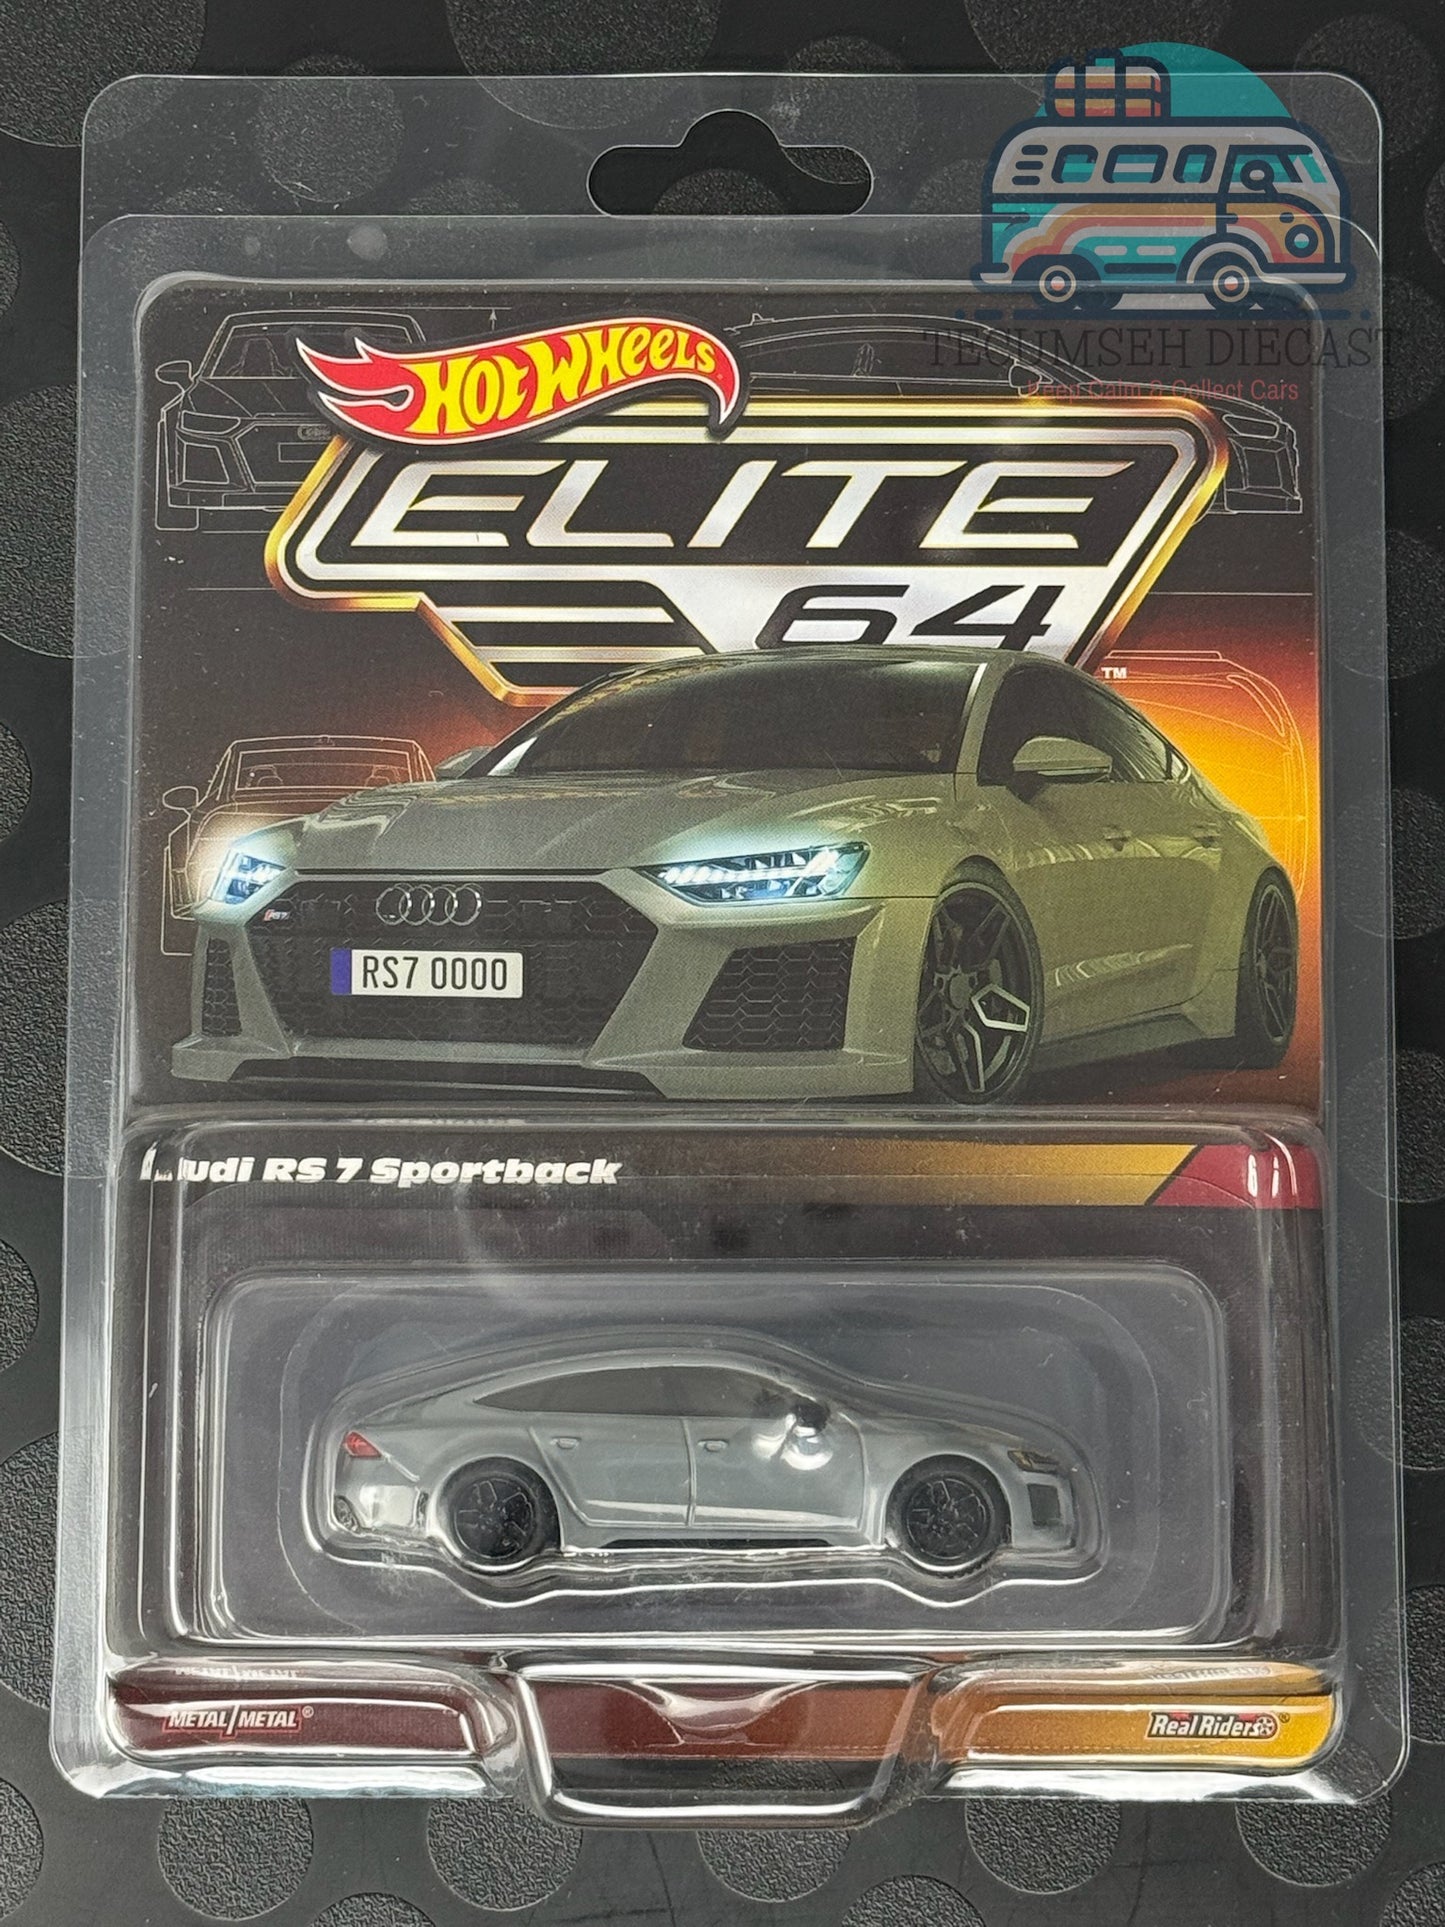 TECUMSEH DIECAST
Keep Calm & Collect Cars
HOT WHEELS
ELITE
64
™
RS7 0000
Audi RS 7 Sportback
METAL/METAL®
Real Riders®